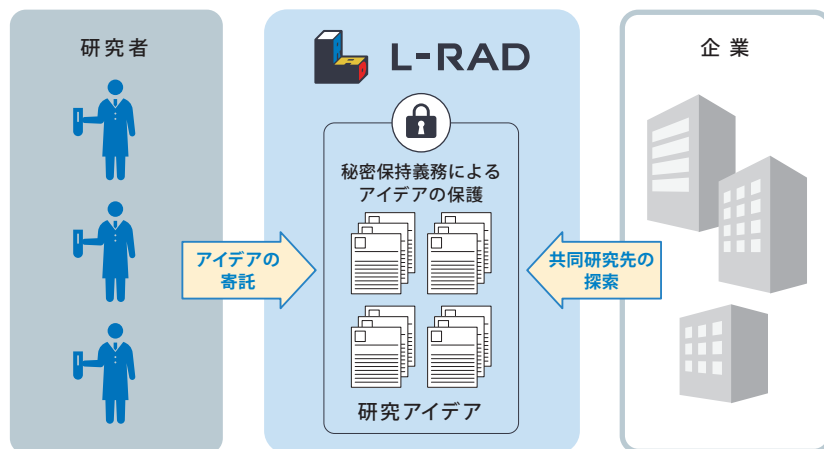 研究者
L-RAD
企業
秘密保持義務による
アイデアの保護
アイデアの
寄託
共同研究先の
探索
研究アイデア